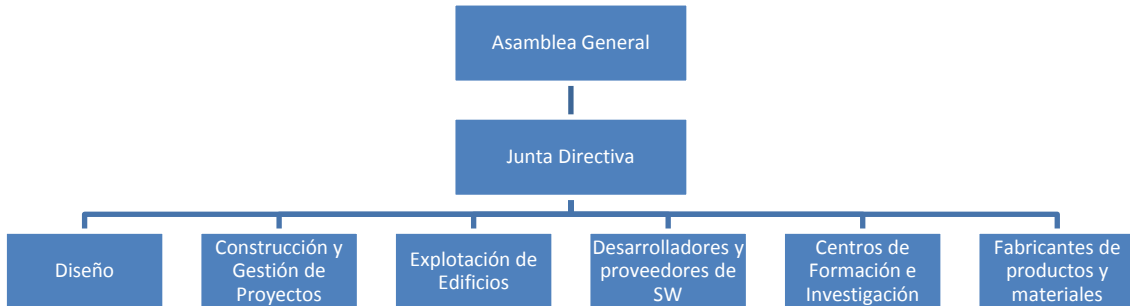 Asamblea General
Junta Directiva
Diseño
Construcción y
Gestión de
Proyectos
Explotación de
Edificios
Desarrolladores y
proveedores de
SW
Centros de
Formación e
Investigación
Fabricantes de
productos y
materiales